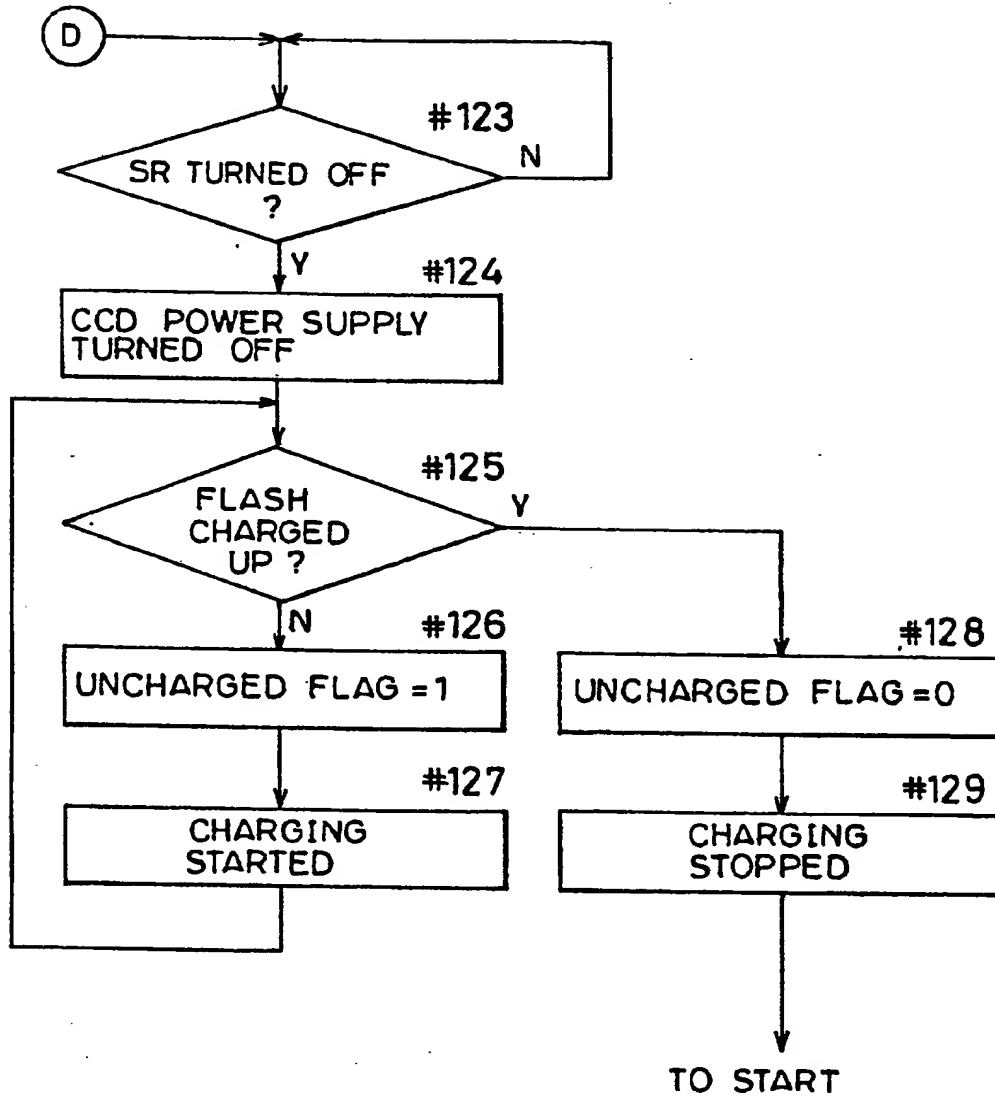 D
#123
SR TURNED OFF
?
N
Y
#124
CCD POWER SUPPLY
TURNED OFF
#125
FLASH
CHARGED
UP ?
Y
N
#126
UNCHARGED FLAG = 1
#128
UNCHARGED FLAG = 0
#127
CHARGING
STARTED
#129
CHARGING
STOPPED
TO START